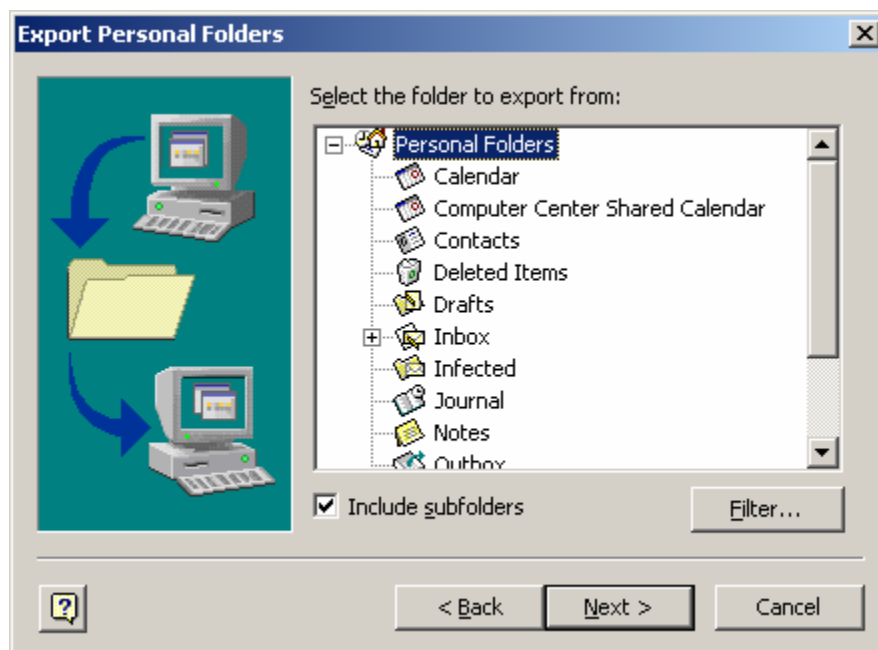 Export Personal Folders
Select the folder to export from:
Personal Folders
Calendar
Computer Center Shared Calendar
Contacts
Deleted Items
Drafts
Inbox
Infected
Journal
Notes
Outbox
Include subfolders
Filter...
< Back
Next >
Cancel